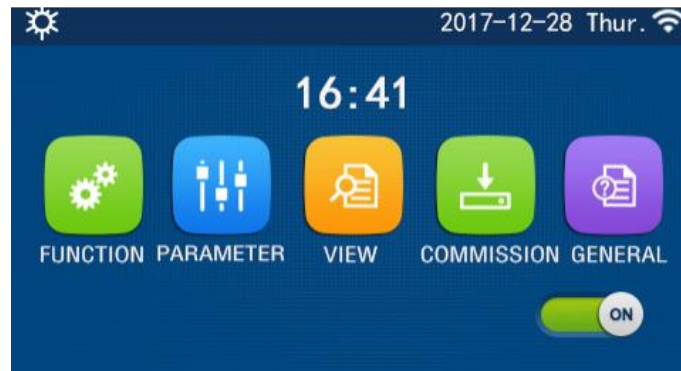 2017-12-28 Thur.
16:41
FUNCTION PARAMETER VIEW COMMISSION GENERAL
ON